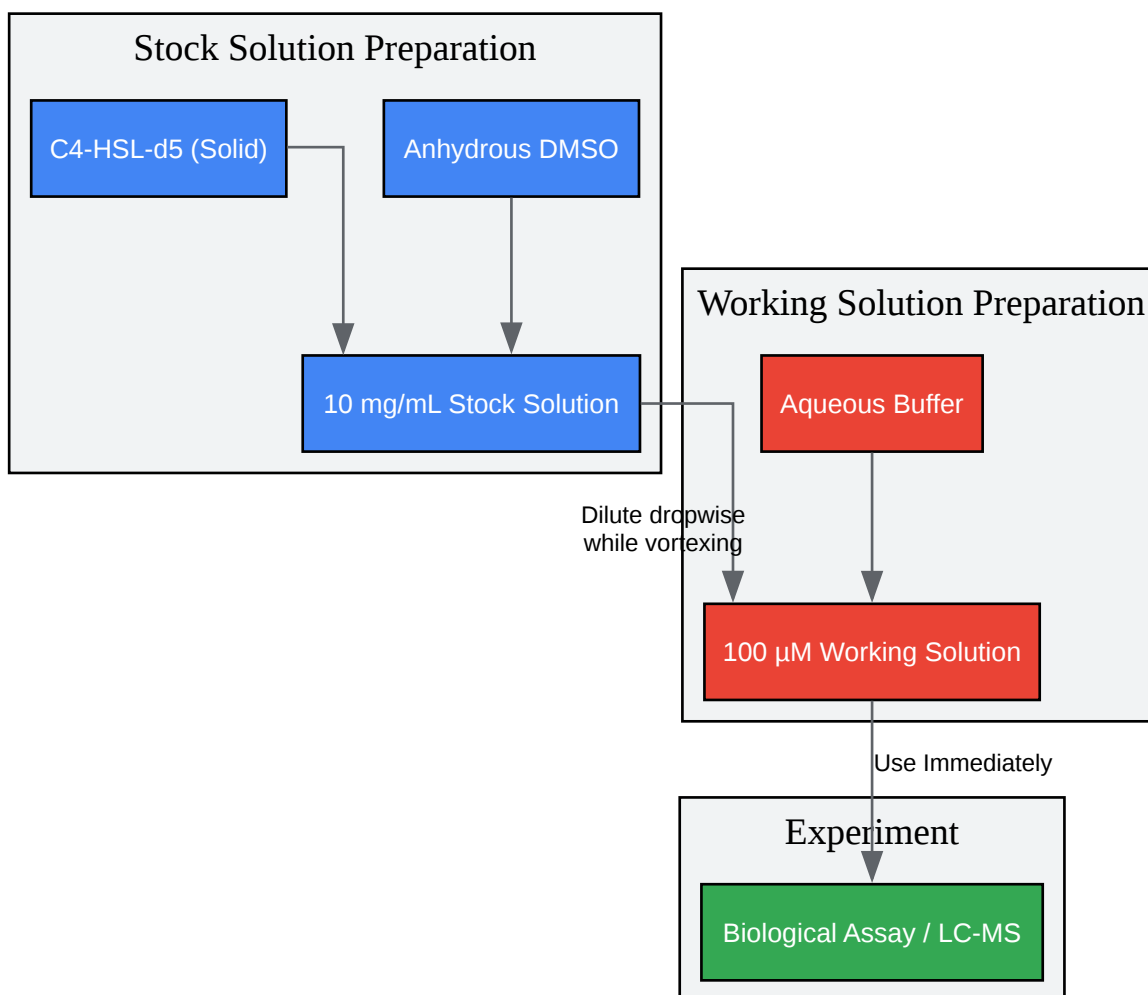 Stock Solution Preparation
C4-HSL-d5 (Solid)
Anhydrous DMSO
10 mg/mL Stock Solution
Working Solution Preparation
Aqueous Buffer
Dilute dropwise
while vortexing
100 µM Working Solution
Use Immediately
Experiment
Biological Assay / LC-MS